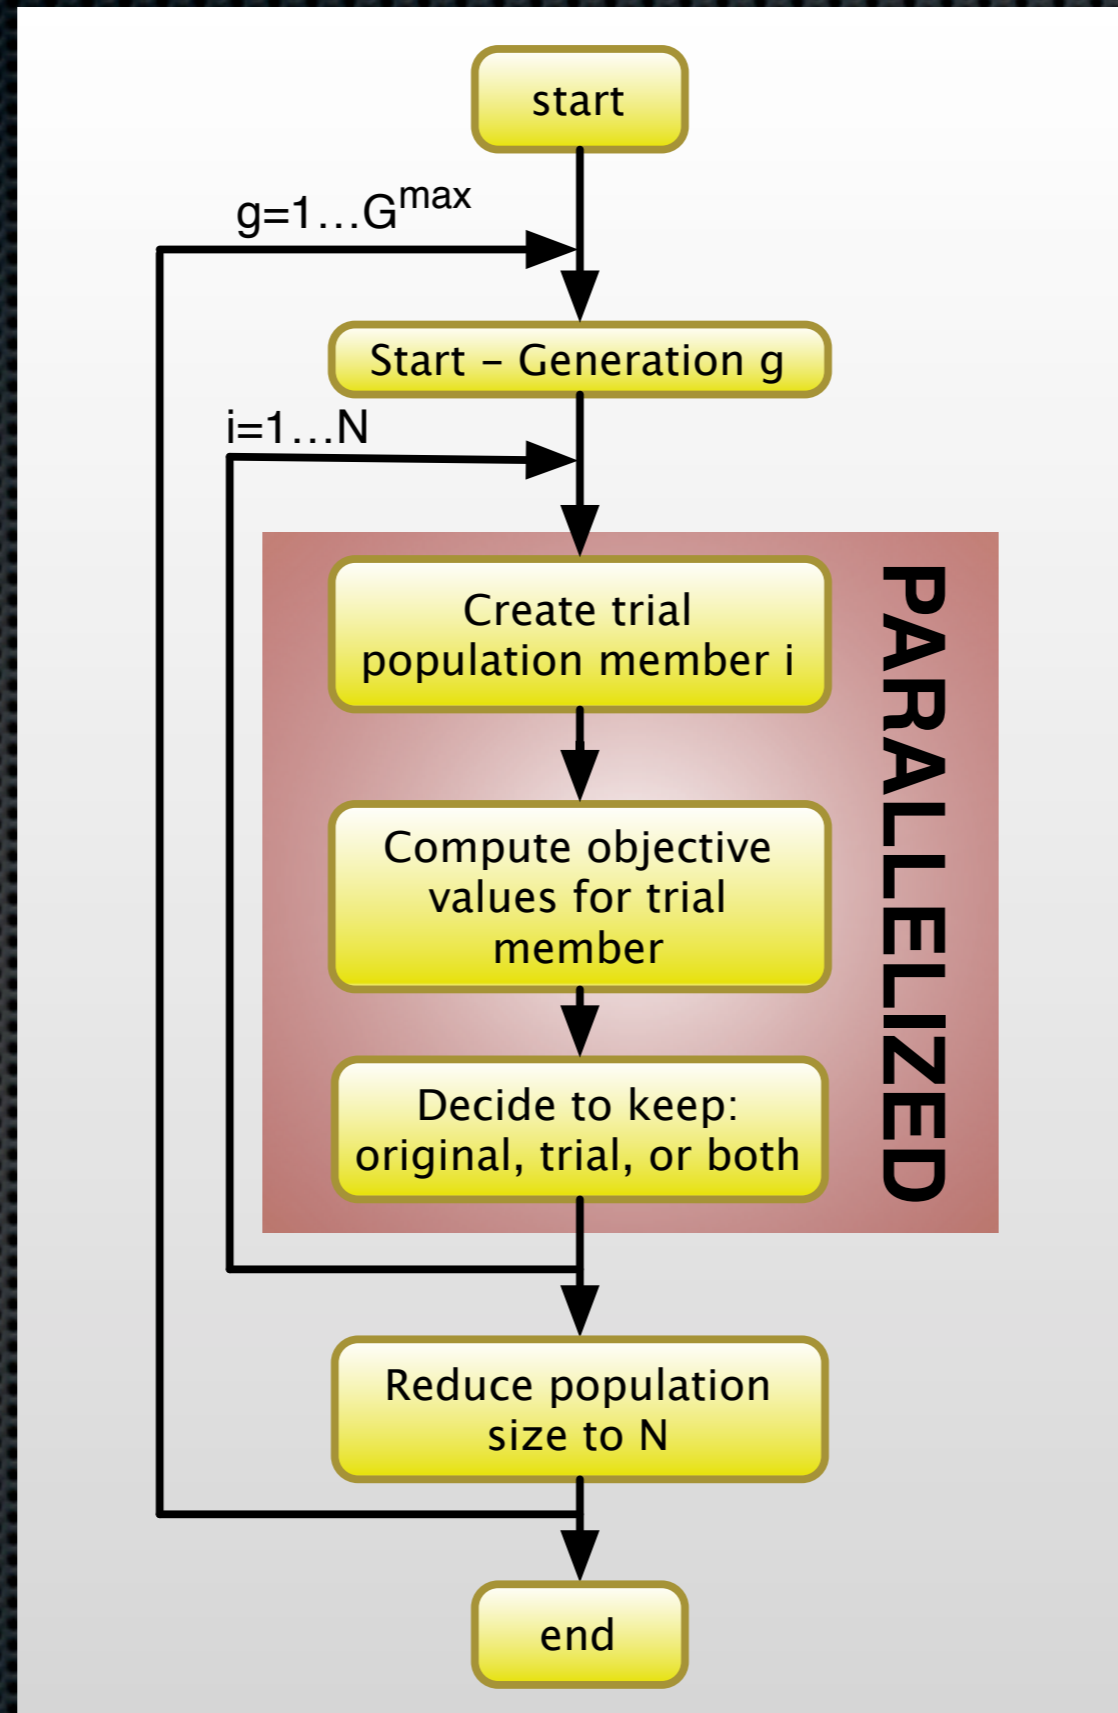 start
g=1…G^max
Start – Generation g
i=1…N
Create trial
population member i
PARALLELIZED
Compute objective
values for trial
member
Decide to keep:
original, trial, or both
Reduce population
size to N
end